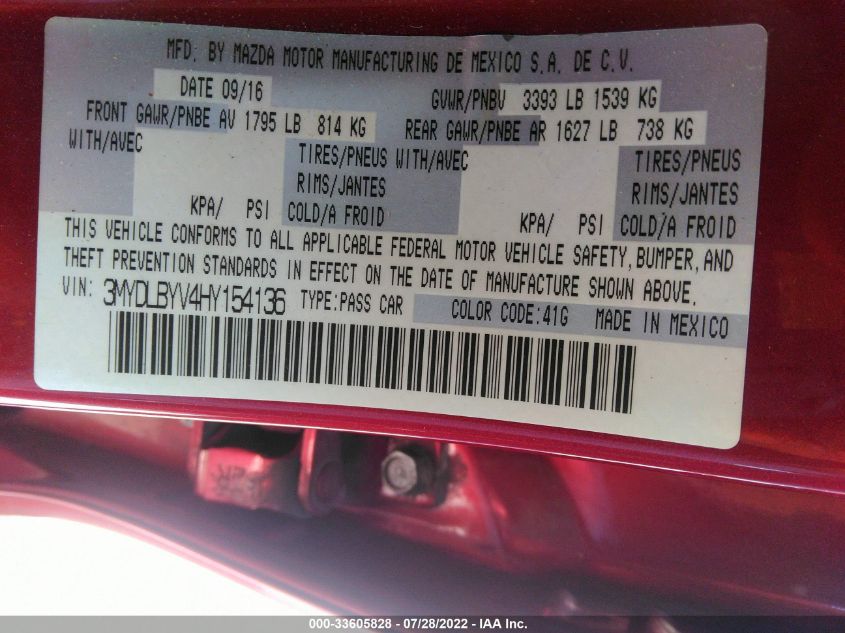 MFD. BY MAZDA MOTOR MANUFACTURING DE MEXICO S.A. DE C.V.
DATE 09/16 GVWR/PNBV 3393 LB 1539 KG
FRONT GAWR/PNBE AV 1795 LB 814 KG REAR GAWR/PNBE AR 1627 LB 738 KG
WITH/AVEC TIRES/PNEUS WITH/AVEC TIRES/PNEUS
RIMS/JANTES RIMS/JANTES
KPA/ PSI COLD/A FROID KPA/ PSI COLD/A FROID
THIS VEHICLE CONFORMS TO ALL APPLICABLE FEDERAL MOTOR VEHICLE SAFETY, BUMPER, AND
THEFT PREVENTION STANDARDS IN EFFECT ON THE DATE OF MANUFACTURE SHOWN ABOVE.
VIN: 3MYDLBYV4HY154136 TYPE:PASS CAR COLOR CODE:41G MADE IN MEXICO
000-33605828 - 07/28/2022 - IAA Inc.